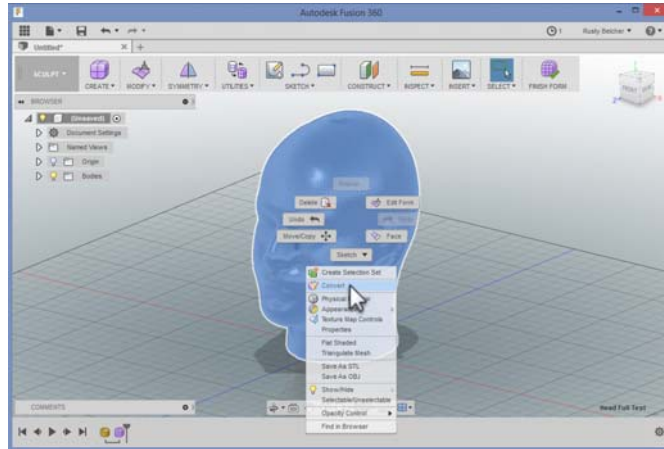 Autodesk Fusion 360
1 Rusty Belcher
Untitled*
SCULPT
CREATE MODIFY SYMMETRY UTILITIES SKETCH CONSTRUCT INSPECT INSERT SELECT FINISH FORM
BROWSER
(Unsaved)
Document Settings
Named Views
Origin
Bodies
FRONT
Delete
Edit Form
Undo
Move/Copy
Face
Sketch
Create Selection Set
Convert
Physical
Appearance
Texture Map Controls
Properties
Flat Shaded
Triangulate Mesh
Save As STL
Save As OBJ
Show/Hide
Selectable/Unselectable
Opacity Control
Find in Browser
COMMENTS
Head Full Test